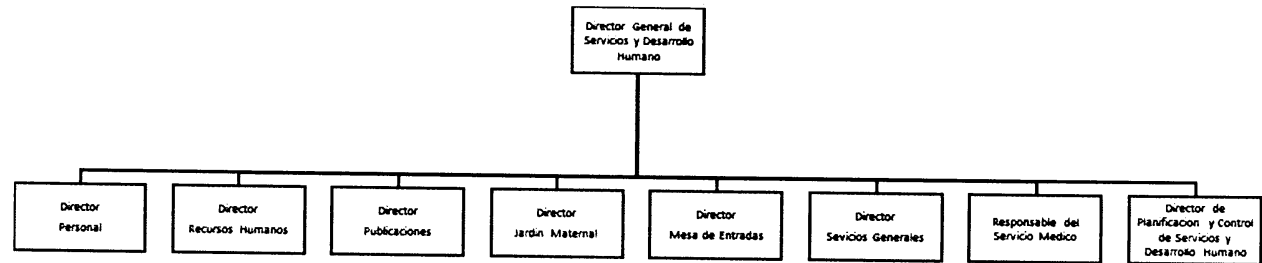 Director General de
Servicios y Desarrollo
Humano
Director
Personal
Director
Recursos Humanos
Director
Publicaciones
Director
Jardin Maternal
Director
Mesa de Entradas
Director
Sevicios Generales
Responsable del
Servicio Medico
Director de
Planificacion y Control
de Servicios y
Desarrollo Humano